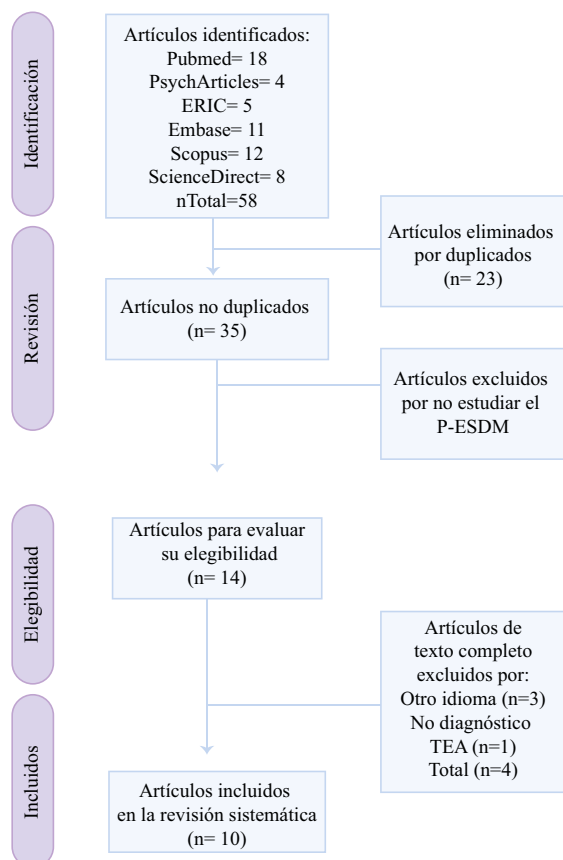 Identificación
Artículos identificados:
Pubmed= 18
PsychArticles= 4
ERIC= 5
Embase= 11
Scopus= 12
ScienceDirect= 8
nTotal=58
Artículos eliminados
por duplicados
(n= 23)
Revisión
Artículos no duplicados
(n= 35)
Artículos excluidos
por no estudiar el
P-ESDM
Elegibilidad
Artículos para evaluar
su elegibilidad
(n= 14)
Artículos de
texto completo
excluidos por:
Otro idioma (n=3)
No diagnóstico
TEA (n=1)
Total (n=4)
Incluidos
Artículos incluidos
en la revisión sistemática
(n= 10)